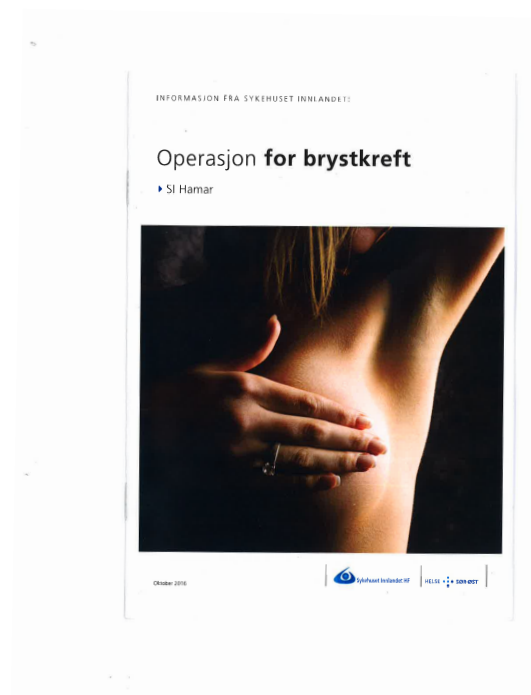 INFORMASJON FRA SYKEHUSET INNLANDET:
Operasjon for brystkreft
SI Hamar
Oktober 2016
Sykehuset Innlandet HF
HELSE SØR-ØST